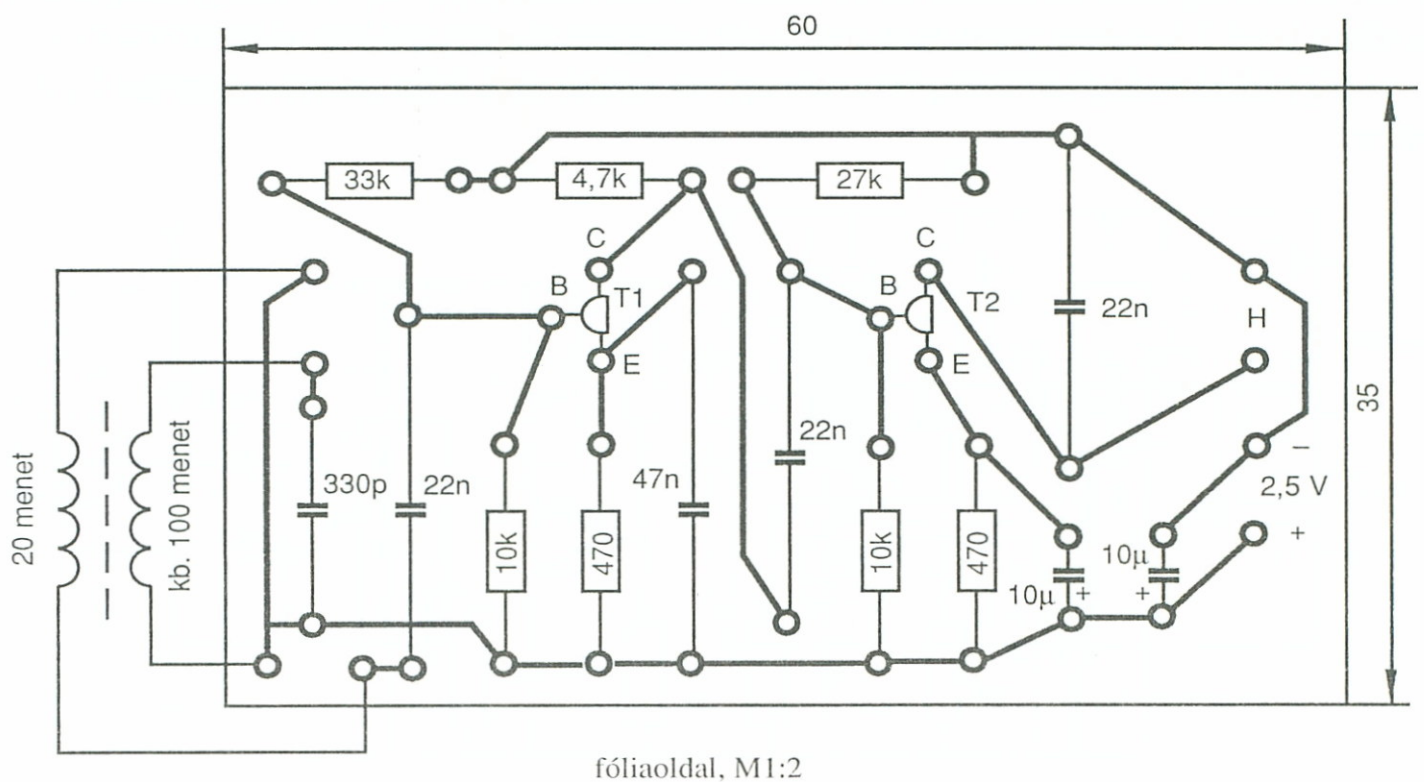 60
33k
4,7k
27k
C
C
B
T1
B
T2
22n
H
E
E
35
20 menet
kb. 100 menet
330p
22n
47n
22n
–
2,5 V
+
10k
470
10k
470
10µ
+
10µ
+
fóliaoldal, M1:2